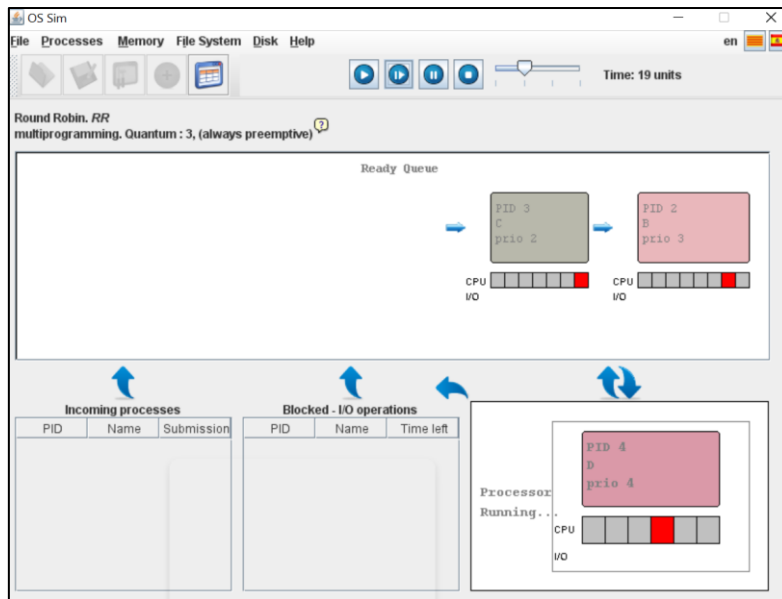 OS Sim
File Processes Memory File System Disk Help en
Time: 19 units
Round Robin. RR
multiprogramming. Quantum : 3, (always preemptive) ?
Ready Queue
PID 3
C
prio 2
CPU
I/O
PID 2
B
prio 3
CPU
I/O
Incoming processes
PID Name Submission
Blocked - I/O operations
PID Name Time left
Processor
Running...
PID 4
D
prio 4
CPU
I/O